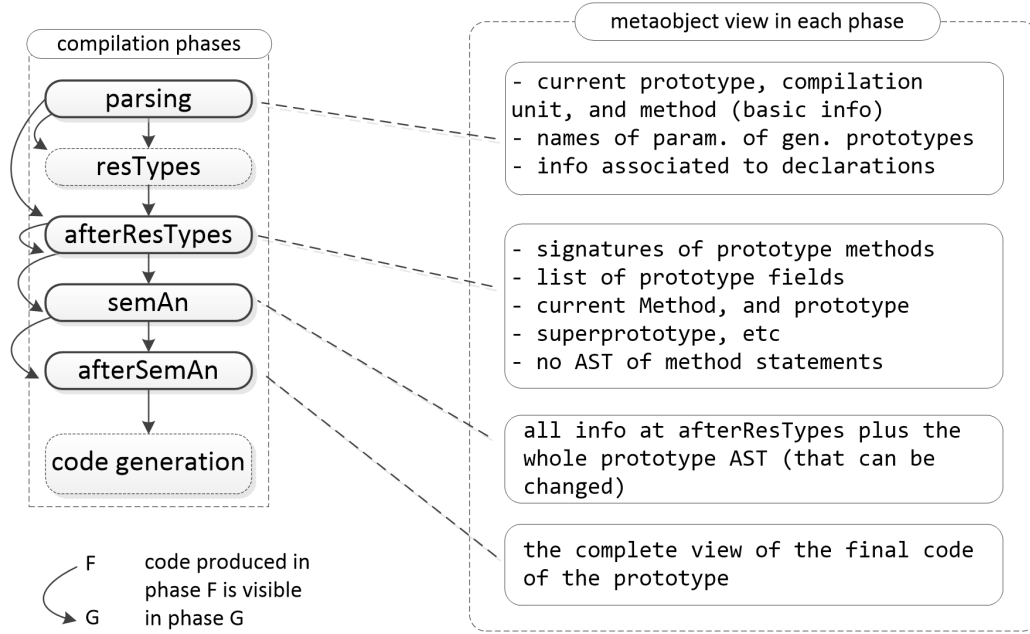 compilation phases
parsing
resTypes
afterResTypes
semAn
afterSemAn
code generation
F
G
code produced in
phase F is visible
in phase G
metaobject view in each phase
- current prototype, compilation
unit, and method (basic info)
- names of param. of gen. prototypes
- info associated to declarations
- signatures of prototype methods
- list of prototype fields
- current Method, and prototype
- superprototype, etc
- no AST of method statements
all info at afterResTypes plus the
whole prototype AST (that can be
changed)
the complete view of the final code
of the prototype